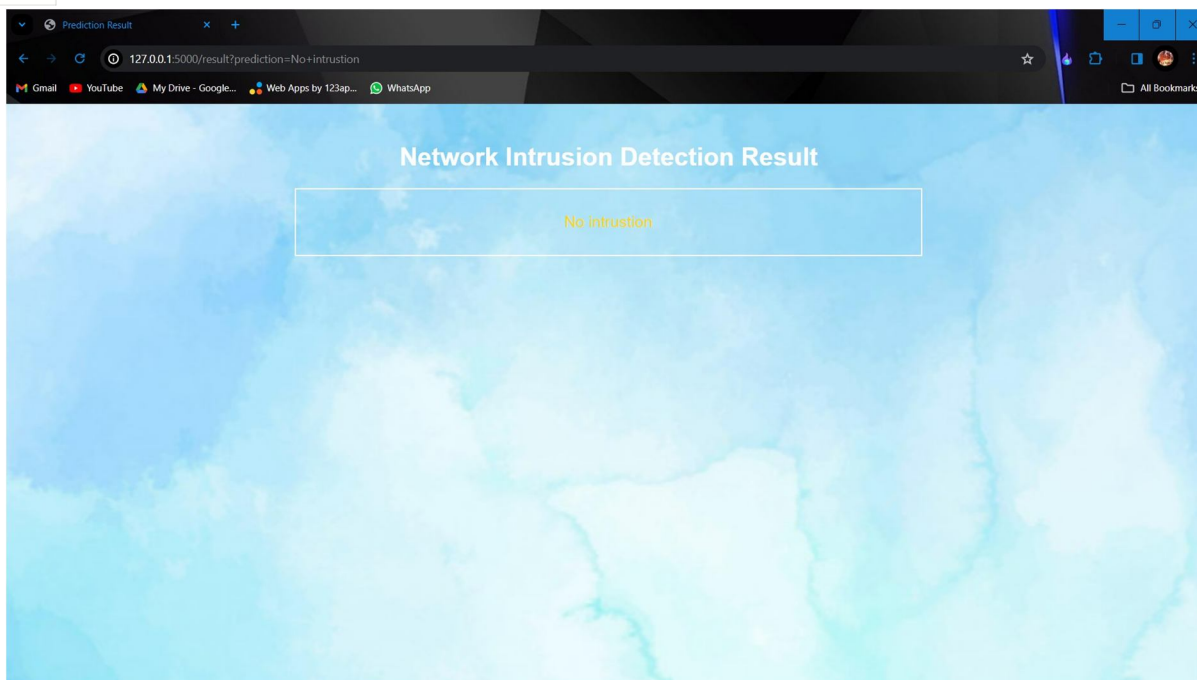 Prediction Result
127.0.0.1:5000/result?prediction=No+intrustion
Gmail YouTube My Drive - Google... Web Apps by 123ap... WhatsApp All Bookmarks
Network Intrusion Detection Result
No intrustion